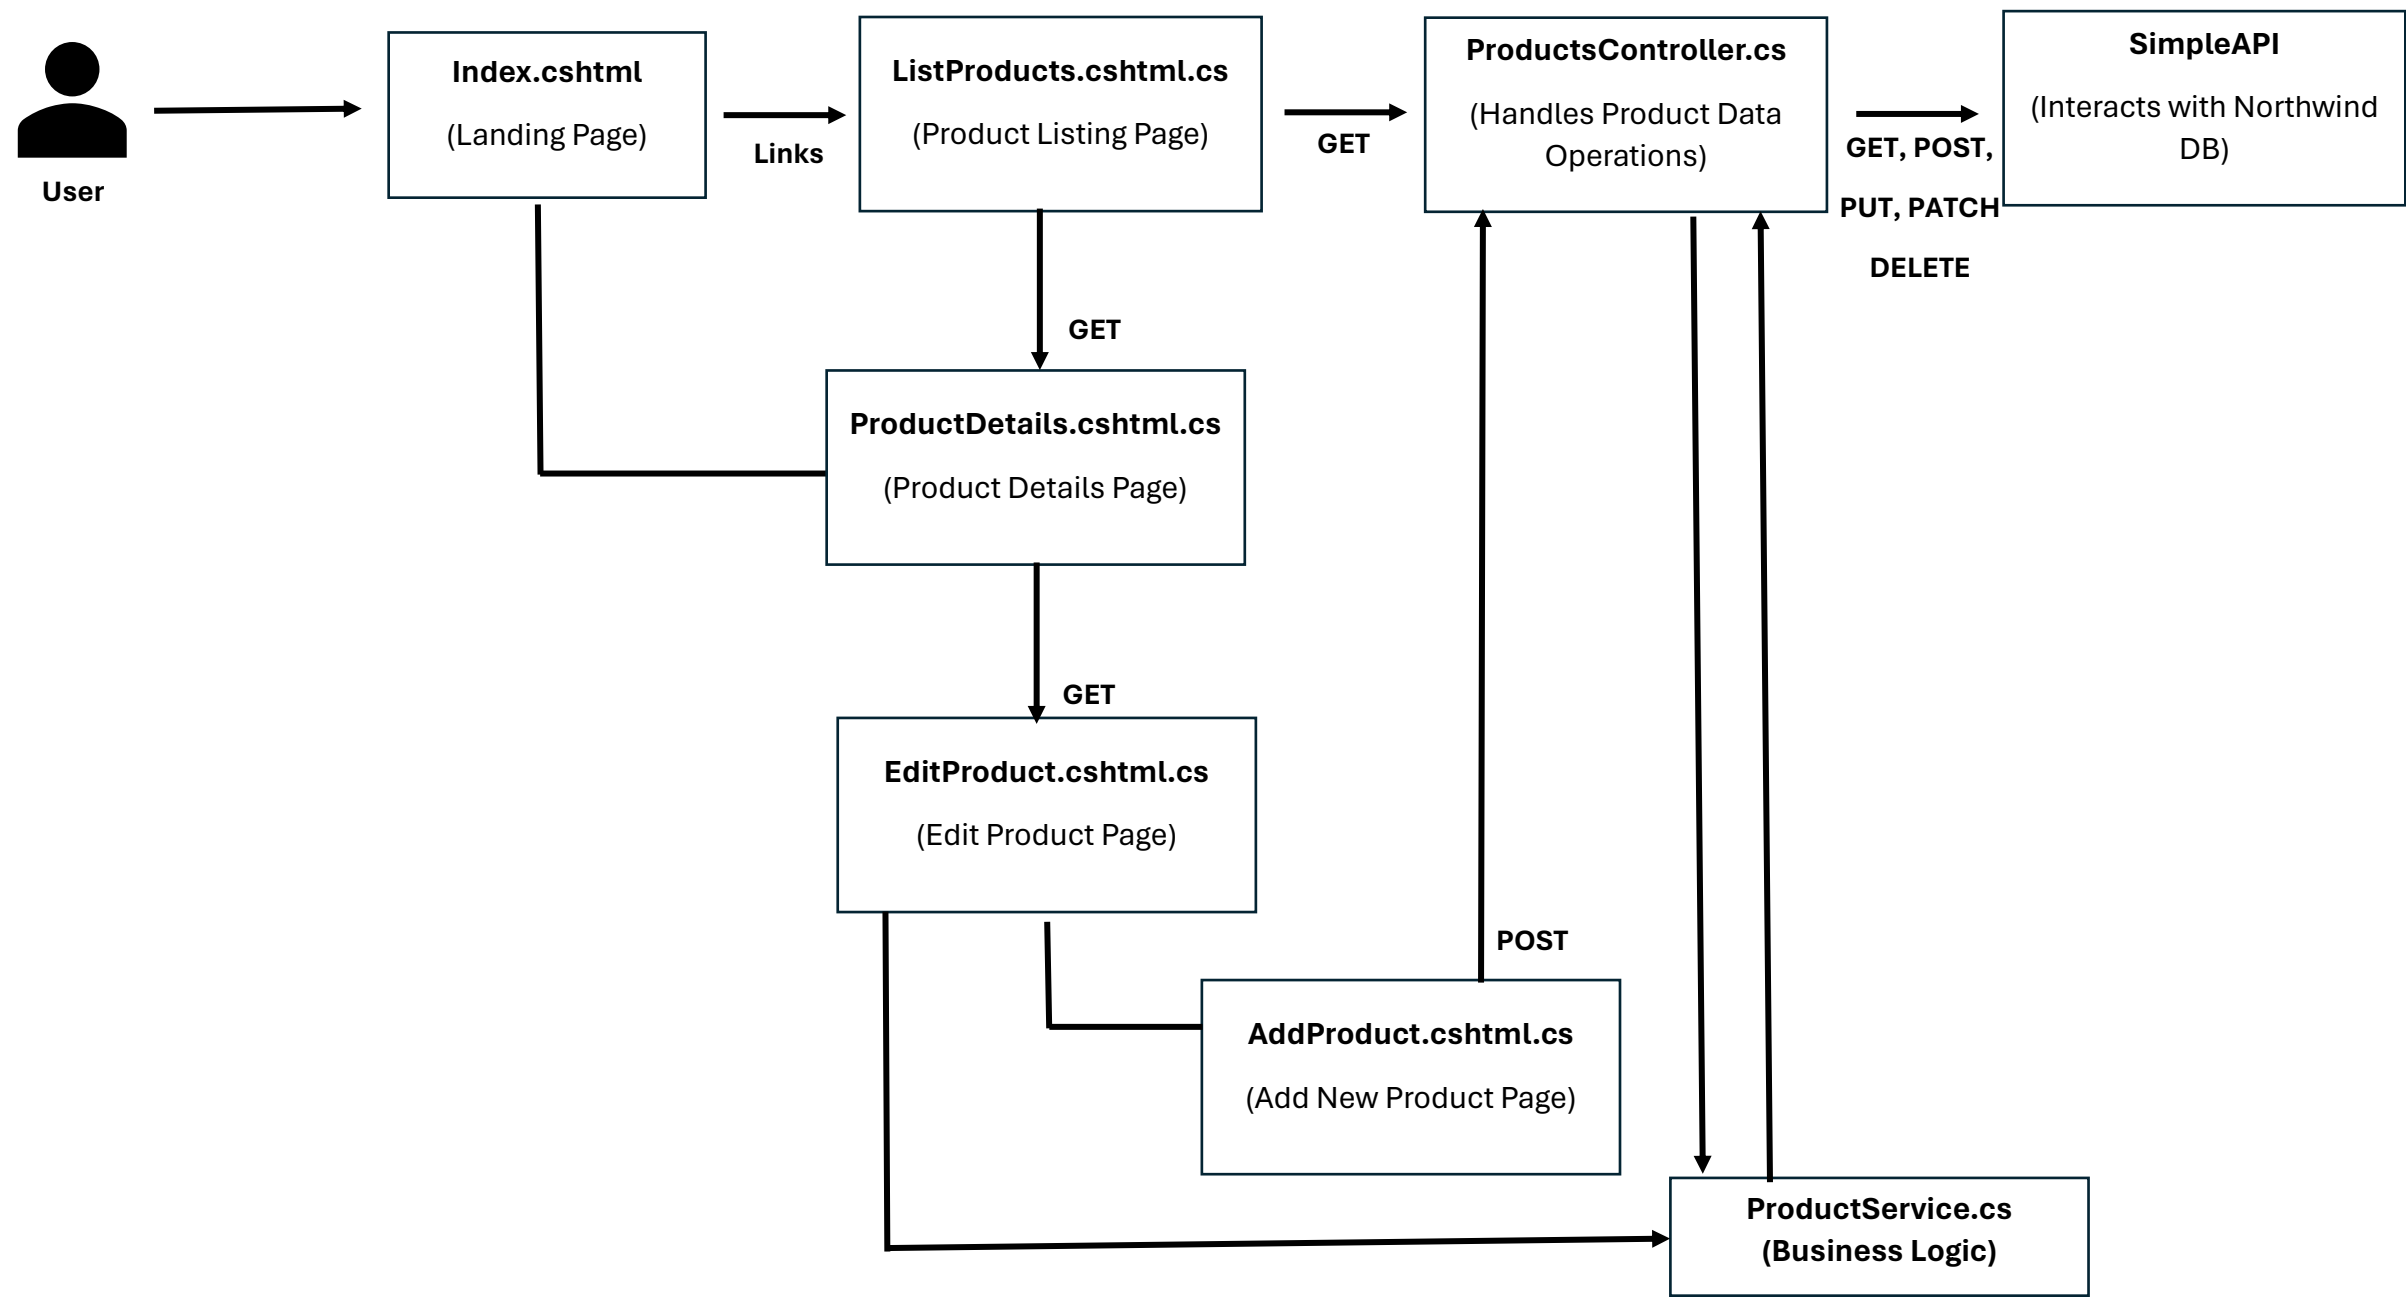 User
Index.cshtml
(Landing Page)
Links
ListProducts.cshtml.cs
(Product Listing Page)
GET
ProductsController.cs
(Handles Product Data
Operations)
GET, POST,
PUT, PATCH
DELETE
SimpleAPI
(Interacts with Northwind
DB)
GET
ProductDetails.cshtml.cs
(Product Details Page)
GET
EditProduct.cshtml.cs
(Edit Product Page)
POST
AddProduct.cshtml.cs
(Add New Product Page)
ProductService.cs
(Business Logic)